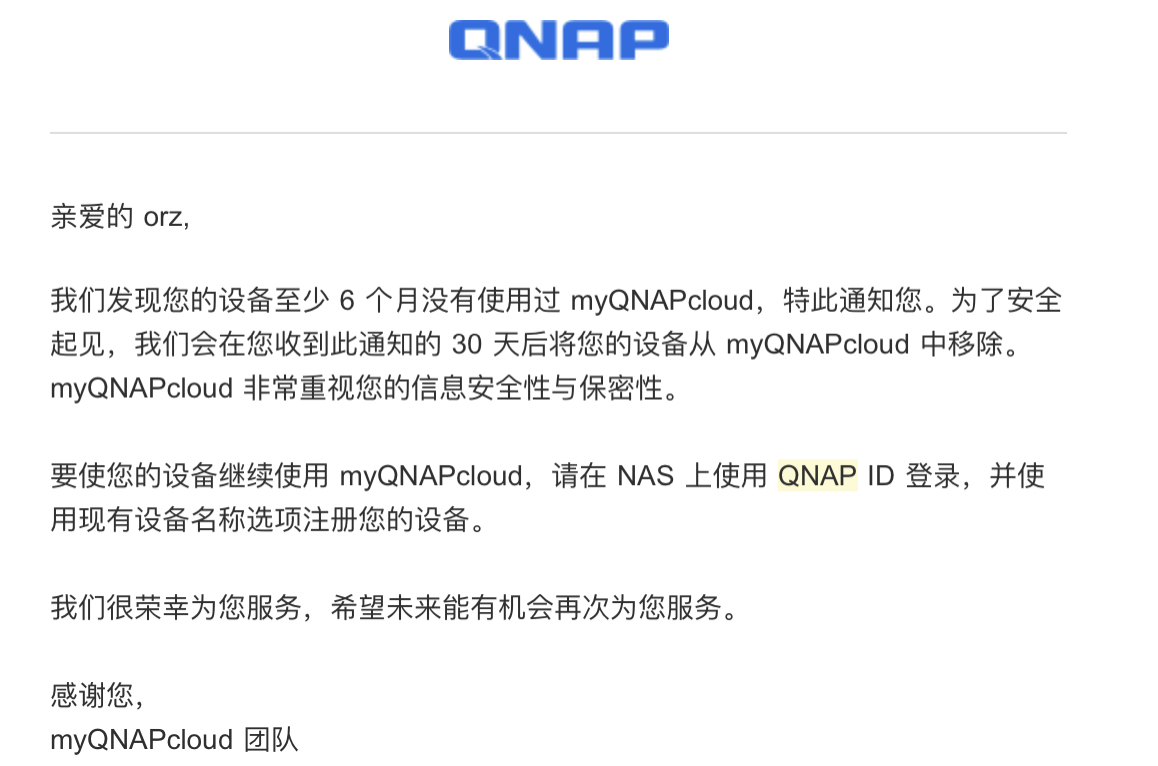 QNAP
亲爱的 orz,
我们发现您的设备至少 6 个月没有使用过 myQNAPcloud，特此通知您。为了安全
起见，我们会在您收到此通知的 30 天后将您的设备从 myQNAPcloud 中移除。
myQNAPcloud 非常重视您的信息安全性与保密性。
要使您的设备继续使用 myQNAPcloud，请在 NAS 上使用 QNAP ID 登录，并使
用现有设备名称选项注册您的设备。
我们很荣幸为您服务，希望未来能有机会再次为您服务。
感谢您，
myQNAPcloud 团队